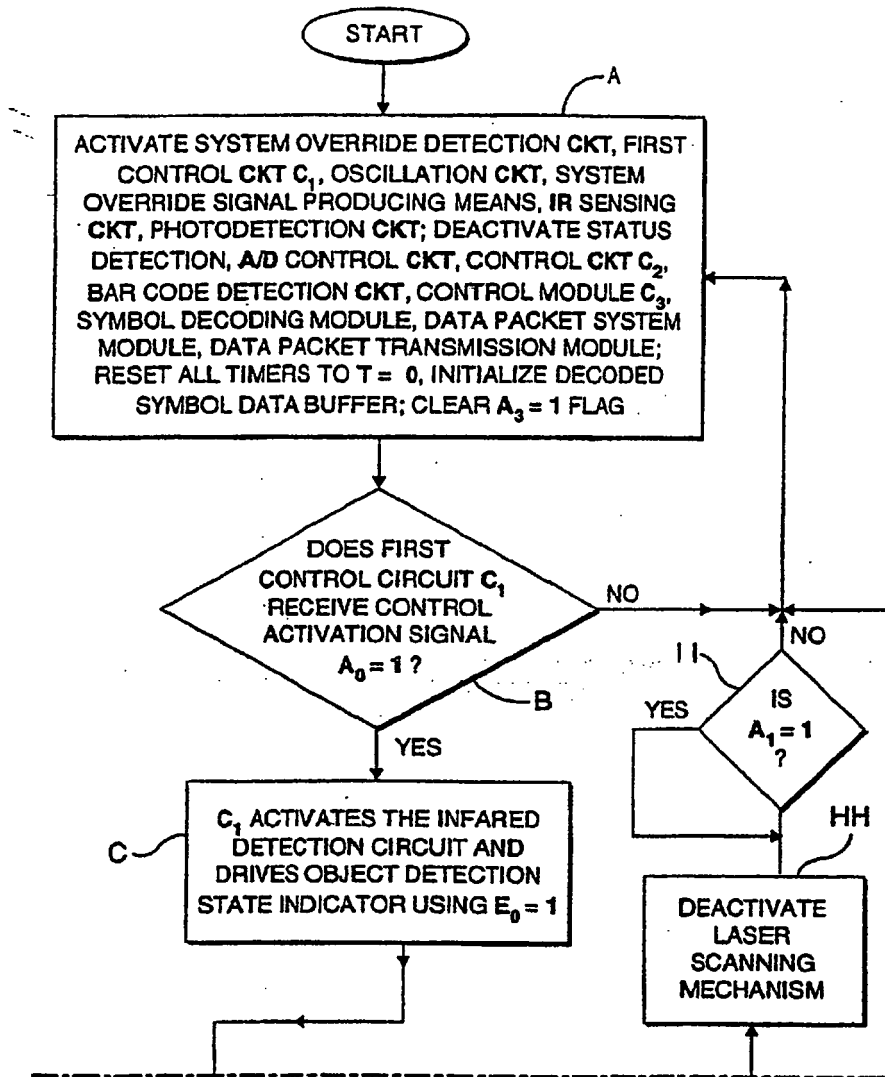 START
A
ACTIVATE SYSTEM OVERRIDE DETECTION CKT, FIRST
CONTROL CKT C₁, OSCILLATION CKT, SYSTEM
OVERRIDE SIGNAL PRODUCING MEANS, IR SENSING
CKT, PHOTODETECTION CKT; DEACTIVATE STATUS
DETECTION, A/D CONTROL CKT, CONTROL CKT C₂,
BAR CODE DETECTION CKT, CONTROL MODULE C₃,
SYMBOL DECODING MODULE, DATA PACKET SYSTEM
MODULE, DATA PACKET TRANSMISSION MODULE;
RESET ALL TIMERS TO T = 0, INITIALIZE DECODED
SYMBOL DATA BUFFER; CLEAR A₃ = 1 FLAG
DOES FIRST
CONTROL CIRCUIT C₁
RECEIVE CONTROL
ACTIVATION SIGNAL
A₀ = 1 ?
NO
B
YES
C
C₁ ACTIVATES THE INFARED
DETECTION CIRCUIT AND
DRIVES OBJECT DETECTION
STATE INDICATOR USING E₀ = 1
NO
II
YES
IS
A₁ = 1
?
HH
DEACTIVATE
LASER
SCANNING
MECHANISM